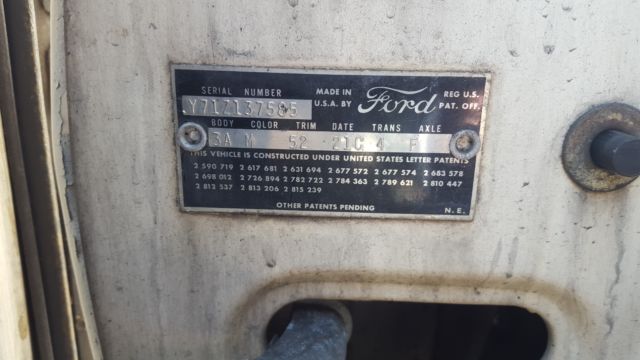 SERIAL NUMBER MADE IN Ford REG U.S.
Y71Z137585 U.S.A. BY PAT. OFF.
BODY COLOR TRIM DATE TRANS AXLE
63A M 52 21C 4 F
THIS VEHICLE IS CONSTRUCTED UNDER UNITED STATES LETTER PATENTS
2 590 719 2 617 681 2 631 694 2 677 572 2 677 574 2 683 578
2 698 012 2 726 894 2 782 722 2 784 363 2 789 621 2 810 447
2 812 537 2 813 206 2 815 239
OTHER PATENTS PENDING N.E.